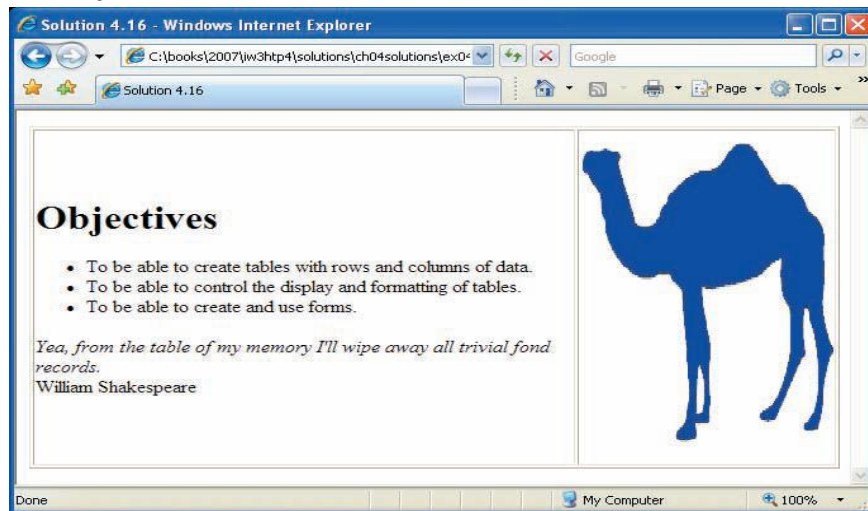 Solution 4.16 - Windows Internet Explorer
C:\books\2007\iw3htp4\solutions\ch04solutions\ex04
Google
Solution 4.16
Page
Tools
Objectives
• To be able to create tables with rows and columns of data.
• To be able to control the display and formatting of tables.
• To be able to create and use forms.
Yea, from the table of my memory I'll wipe away all trivial fond
records.
William Shakespeare
Done
My Computer
100%